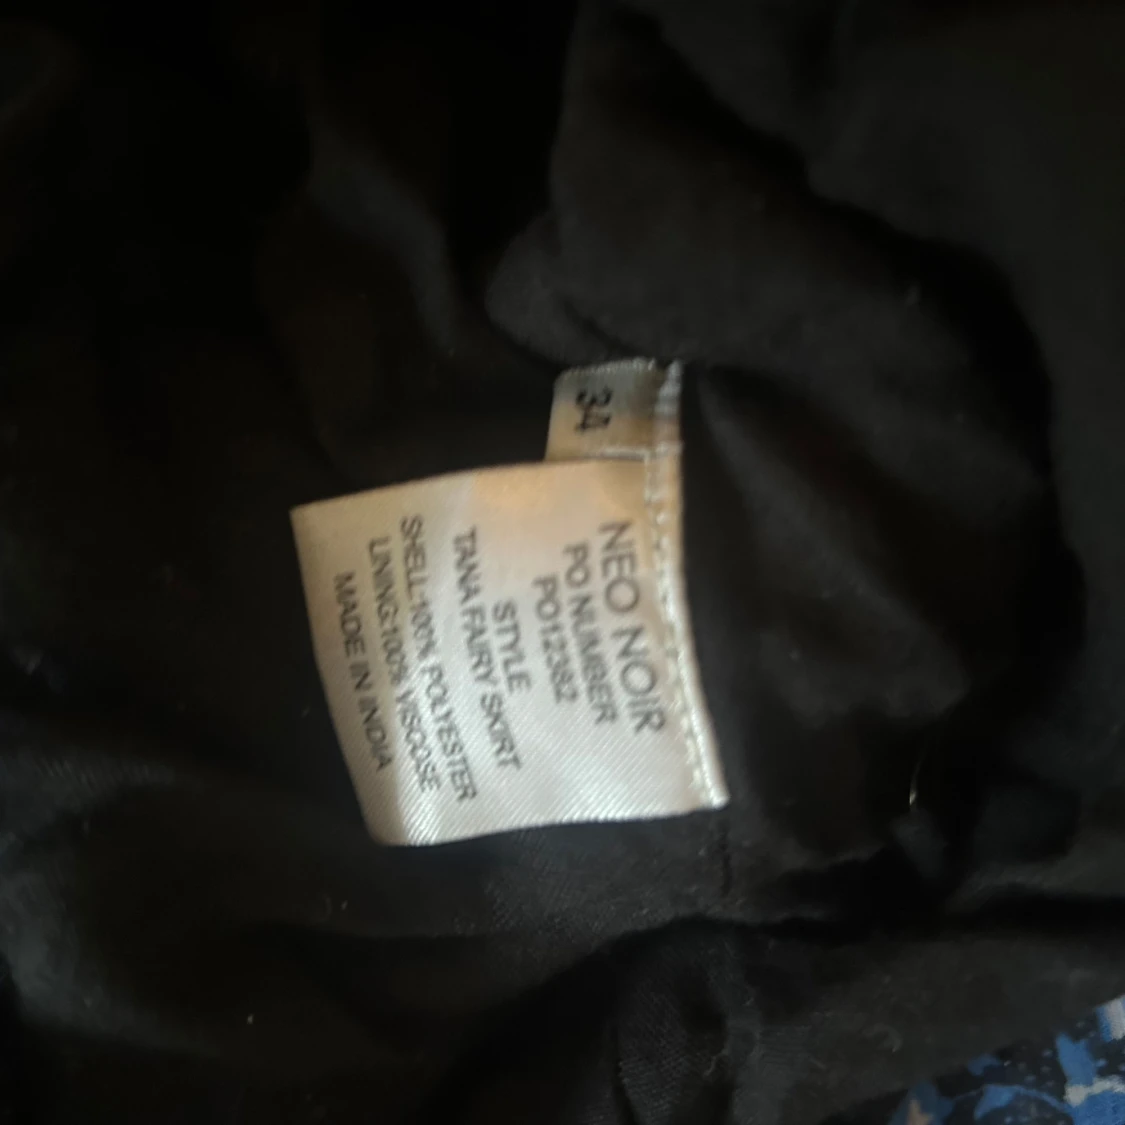 34
NEO NOIR
PO NUMBER
PO12382
STYLE
TANA FAIRY SKIRT
SHELL:100% POLYESTER
LINING:100% VISCOSE
MADE IN INDIA